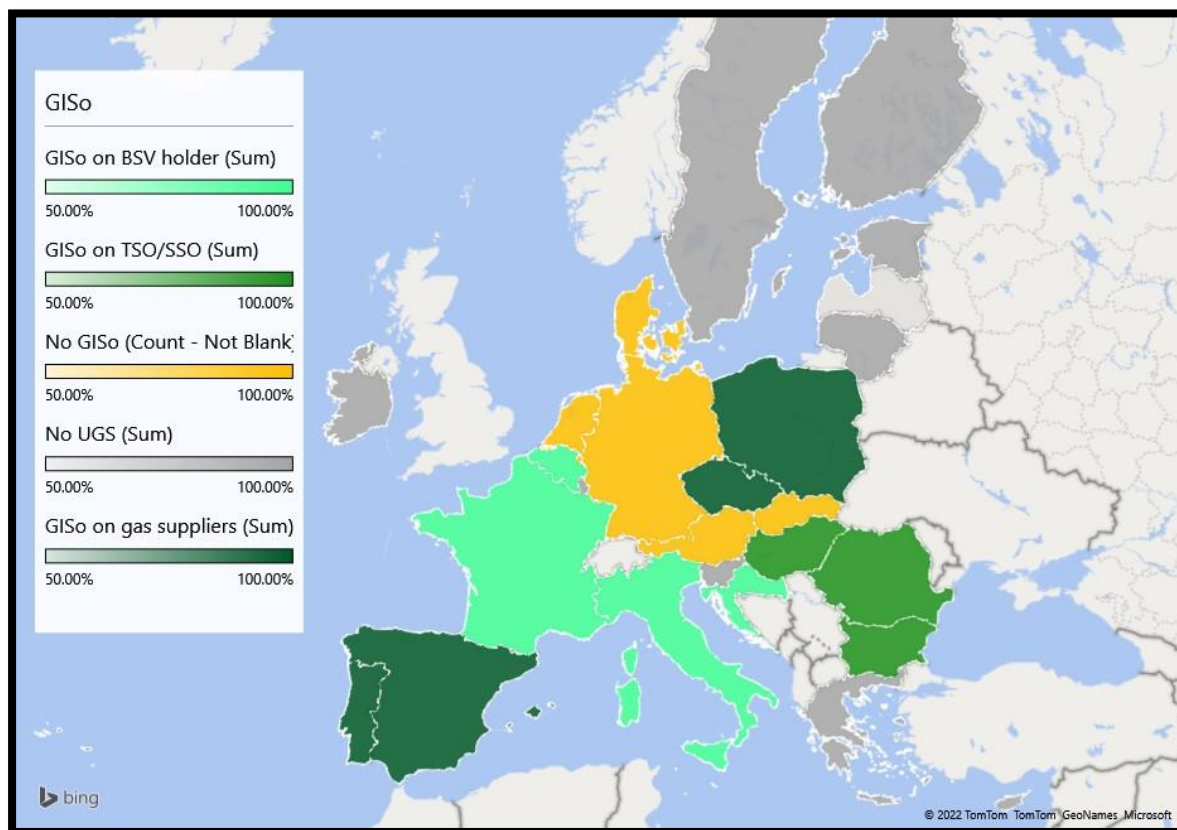 GISo
GISo on BSV holder (Sum)
50.00% 100.00%
GISo on TSO/SSO (Sum)
50.00% 100.00%
No GISo (Count - Not Blank)
50.00% 100.00%
No UGS (Sum)
50.00% 100.00%
GISo on gas suppliers (Sum)
50.00% 100.00%
bing
© 2022 TomTom TomTom GeoNames Microsoft